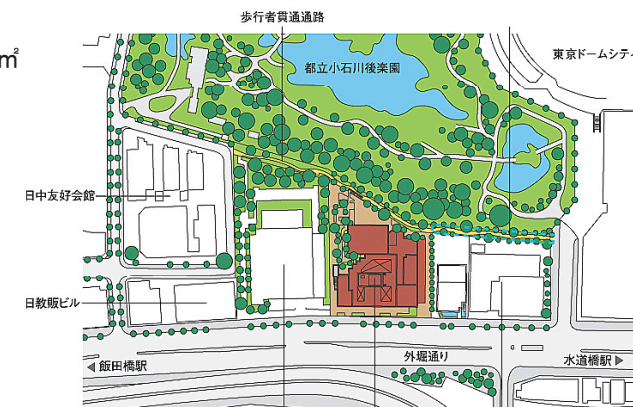 歩行者貫通通路
㎡
都立小石川後楽園
東京ドームシティ
日中友好会館
日教販ビル
外堀通り
◀飯田橋駅
水道橋駅▶